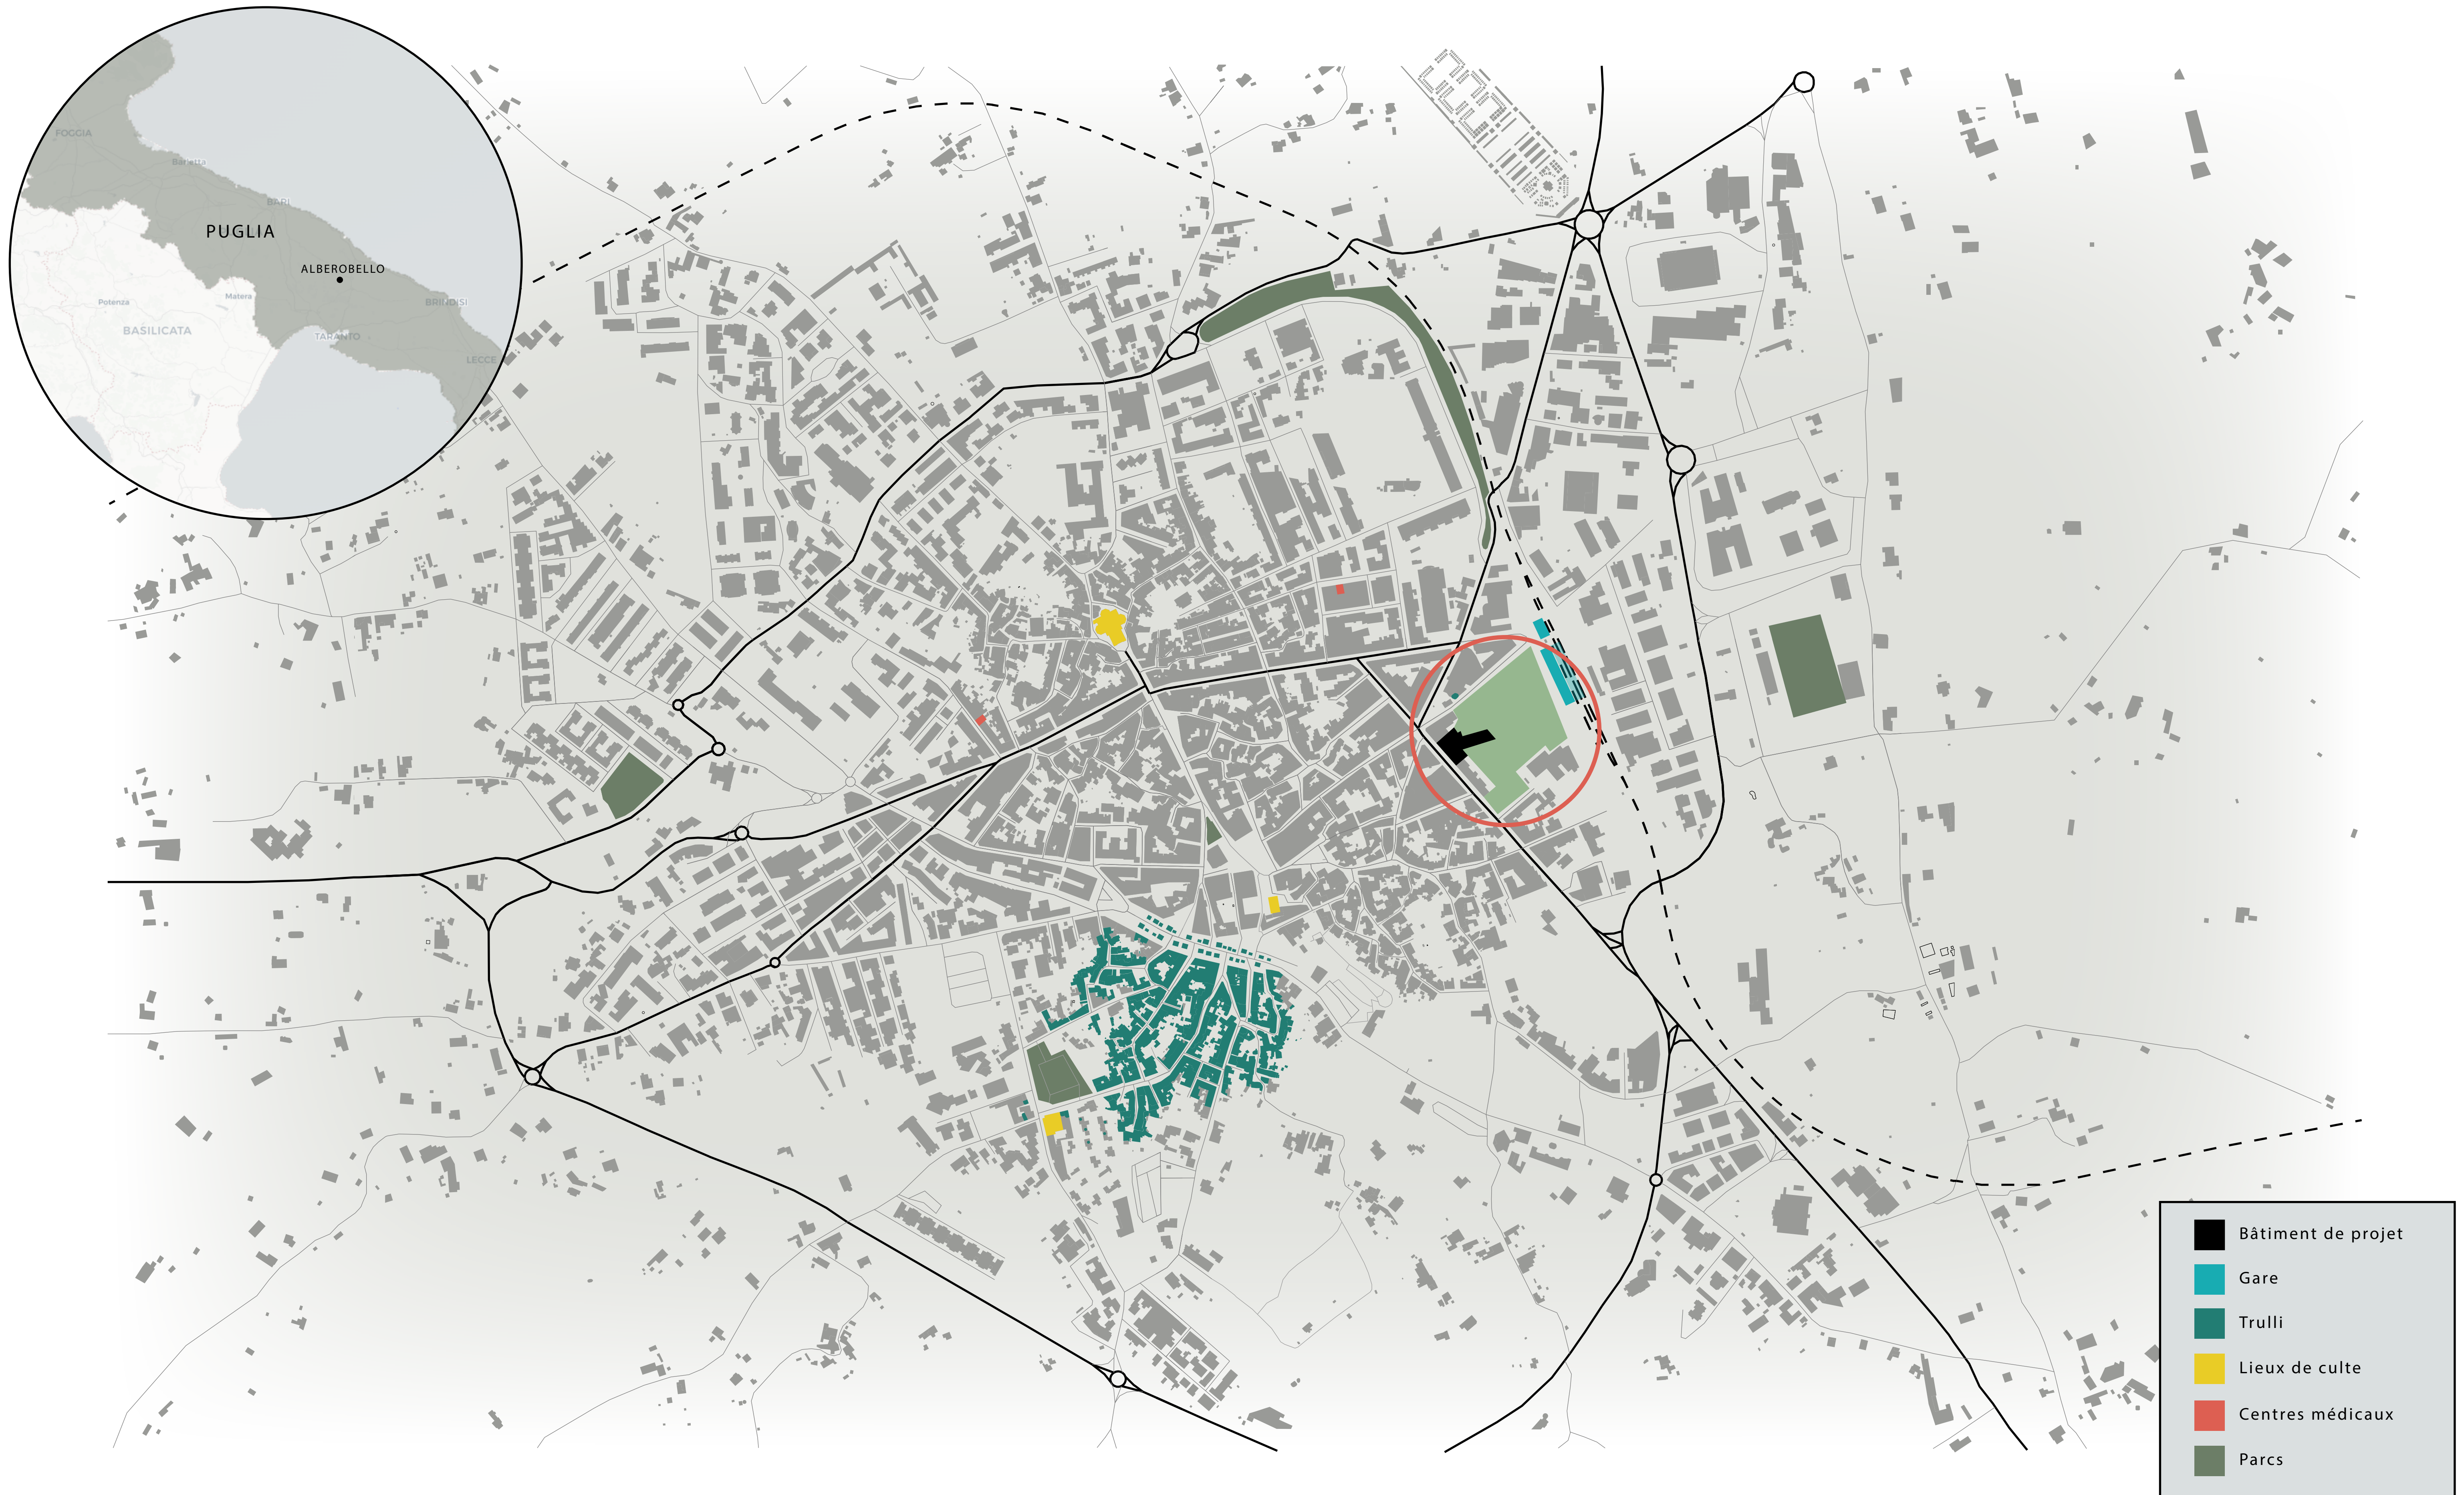 FOGGIA
Barletta
BARI
PUGLIA
ALBEROBELLO
Matera
Potenza
BRINDISI
BASILICATA
TARANTO
LECCE
Bâtiment de projet
Gare
Trulli
Lieux de culte
Centres médicaux
Parcs